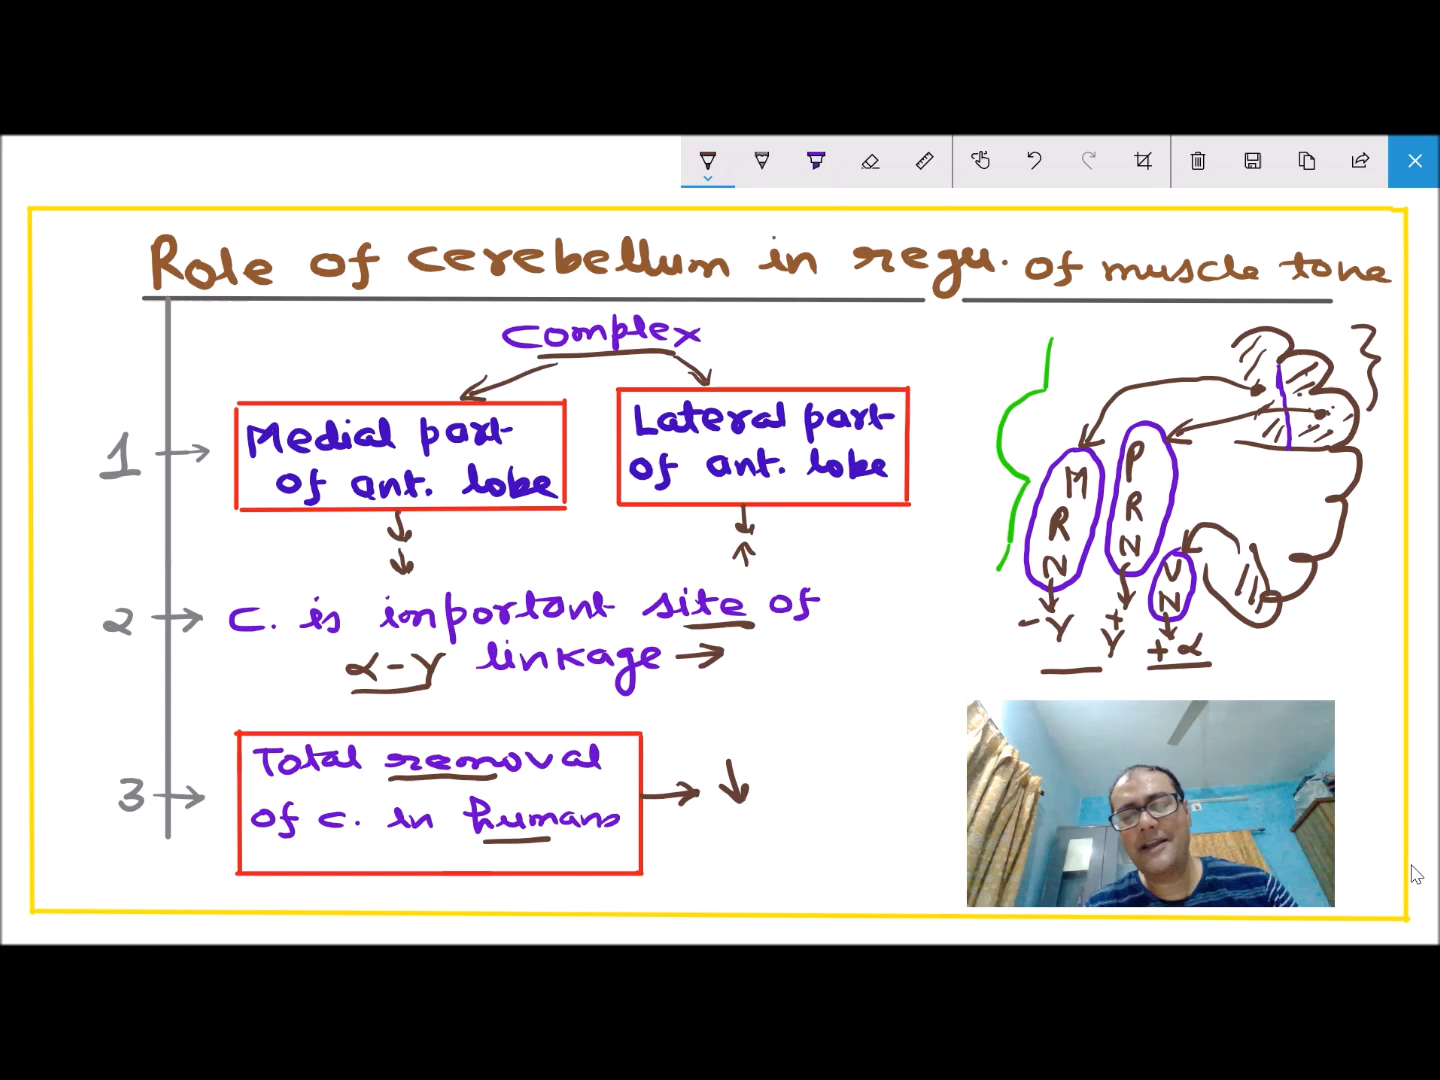 Role of cerebellum in regu. of muscle tone
Complex
1
Medial part
of ant. lobe
Lateral part
of ant. lobe
2
C. is important site of
α-γ linkage
3
Total removal
of C. in humans
M
R
N
P
R
N
V
N
- γ
+
γ
+ α